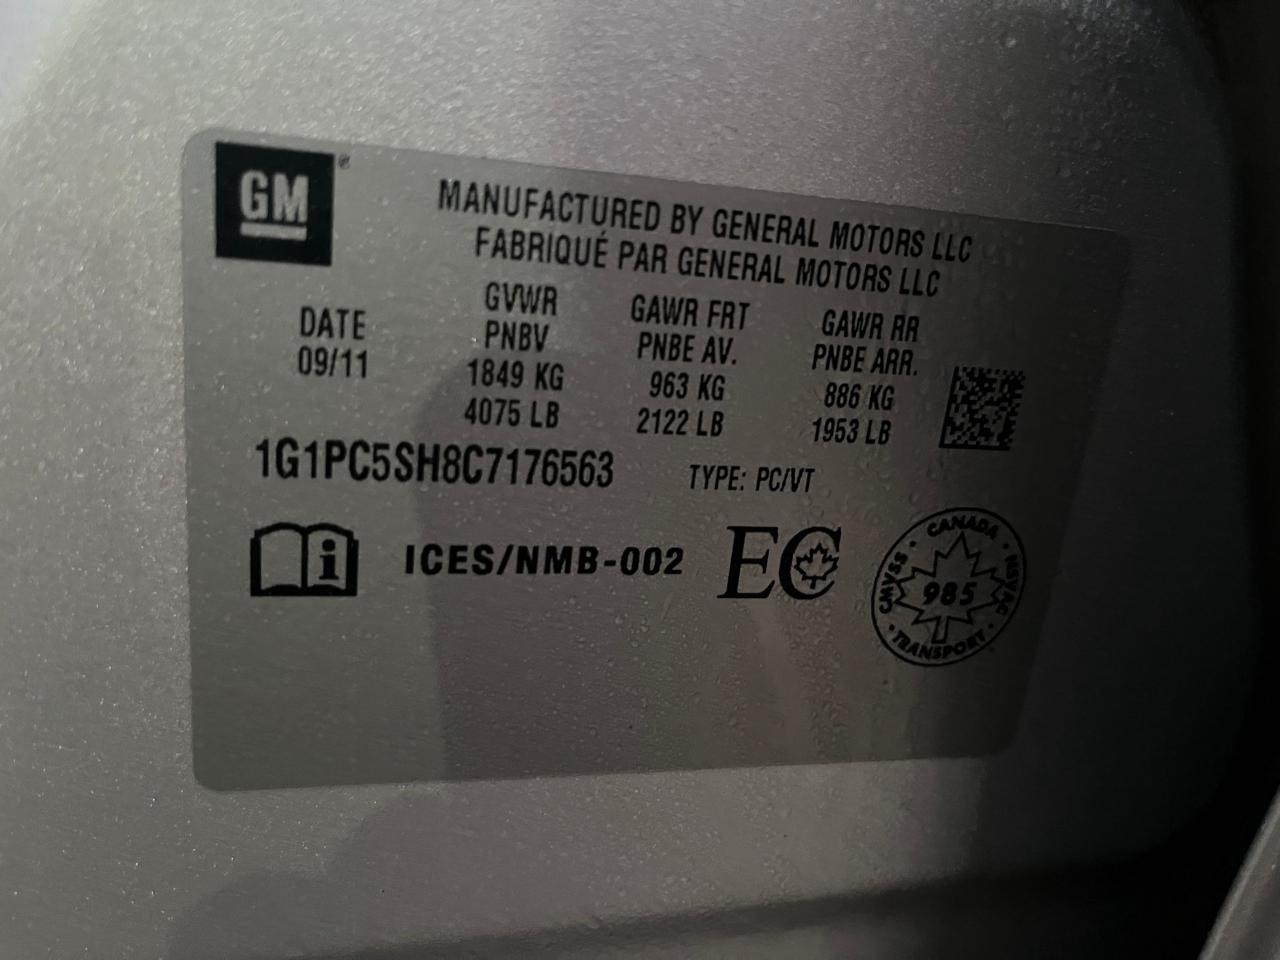 GM®
MANUFACTURED BY GENERAL MOTORS LLC
FABRIQUÉ PAR GENERAL MOTORS LLC
DATE
09/11
GVWR
PNBV
1849 KG
4075 LB
GAWR FRT
PNBE AV.
963 KG
2122 LB
GAWR RR
PNBE ARR.
886 KG
1953 LB
1G1PC5SH8C7176563
TYPE: PC/VT
i
ICES/NMB-002
EC
CANADA
CMVSS
NSVAC
985
TRANSPORT